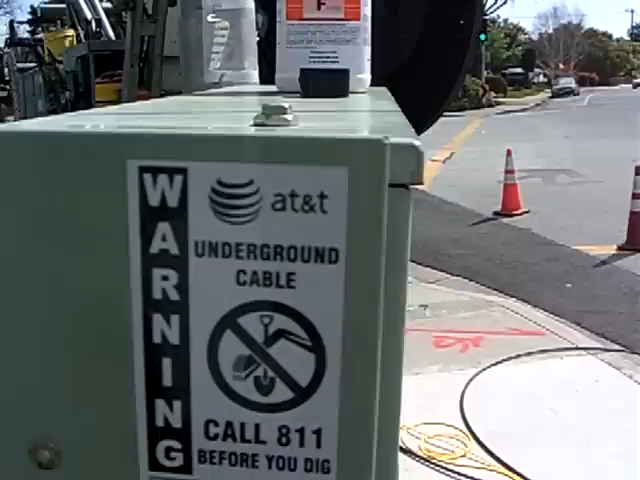 F
WARNING
at&t
UNDERGROUND
CABLE
CALL 811
BEFORE YOU DIG